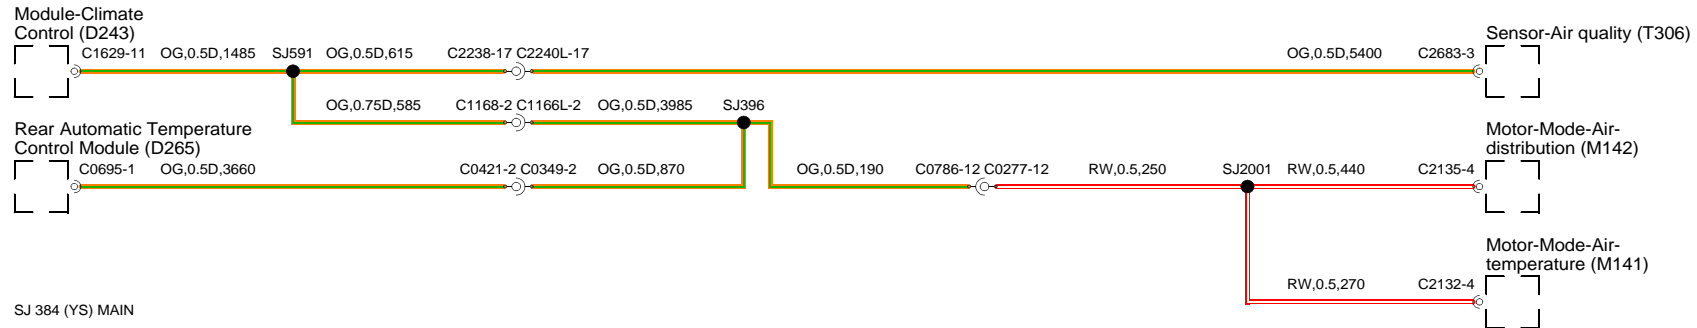 Module-Climate
Control (D243)
Sensor-Air quality (T306)
C1629-11 OG,0.5D,1485 SJ591 OG,0.5D,615 C2238-17 C2240L-17 OG,0.5D,5400 C2683-3
OG,0.75D,585 C1168-2 C1166L-2 OG,0.5D,3985 SJ396
Rear Automatic Temperature
Control Module (D265)
Motor-Mode-Air-
distribution (M142)
C0695-1 OG,0.5D,3660 C0421-2 C0349-2 OG,0.5D,870 OG,0.5D,190 C0786-12 C0277-12 RW,0.5,250 SJ2001 RW,0.5,440 C2135-4
Motor-Mode-Air-
temperature (M141)
RW,0.5,270 C2132-4
SJ 384 (YS) MAIN